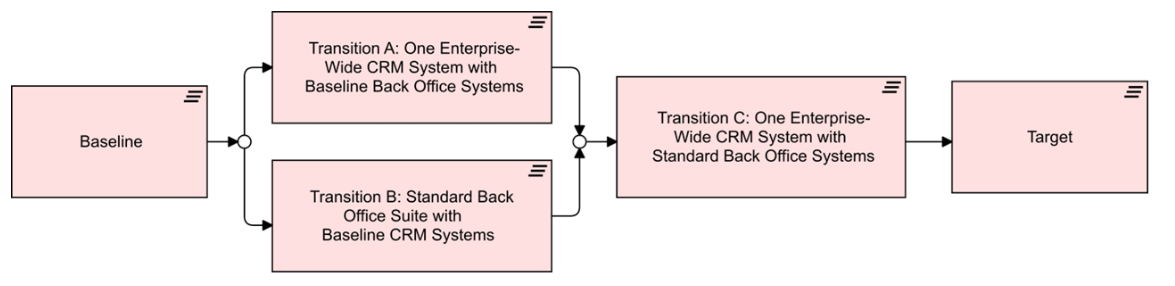 Baseline
Transition A: One Enterprise-
Wide CRM System with
Baseline Back Office Systems
Transition B: Standard Back
Office Suite with
Baseline CRM Systems
Transition C: One Enterprise-
Wide CRM System with
Standard Back Office Systems
Target